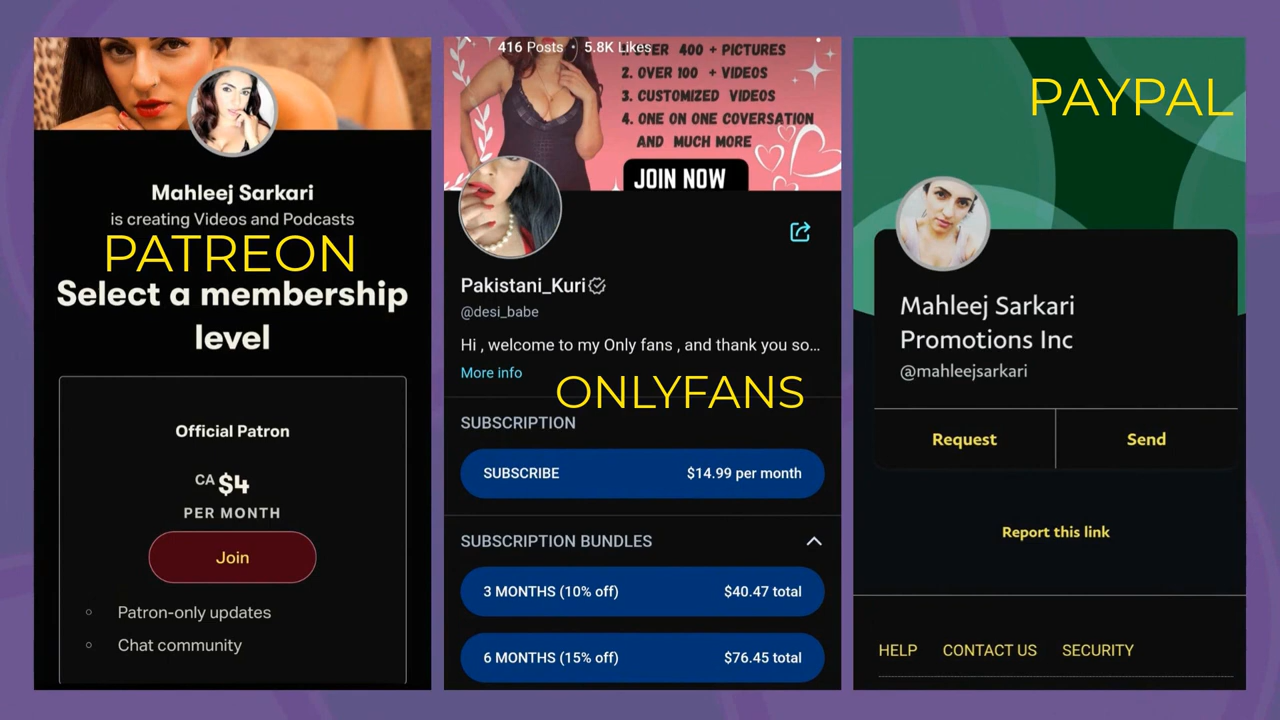 Mahleej Sarkari
is creating Videos and Podcasts
PATREON
Select a membership
level
Official Patron
CA $4
PER MONTH
Join
Patron-only updates
Chat community
416 Posts • 5.8K Likes
1. OVER 400 + PICTURES
2. OVER 100 + VIDEOS
3. CUSTOMIZED VIDEOS
4. ONE ON ONE COVERSATION
AND MUCH MORE
JOIN NOW
Pakistani_Kuri
@desi_babe
Hi , welcome to my Only fans , and thank you so...
More info
ONLYFANS
SUBSCRIPTION
SUBSCRIBE $14.99 per month
SUBSCRIPTION BUNDLES
3 MONTHS (10% off) $40.47 total
6 MONTHS (15% off) $76.45 total
PAYPAL
Mahleej Sarkari
Promotions Inc
@mahleejsarkari
Request Send
Report this link
HELP CONTACT US SECURITY